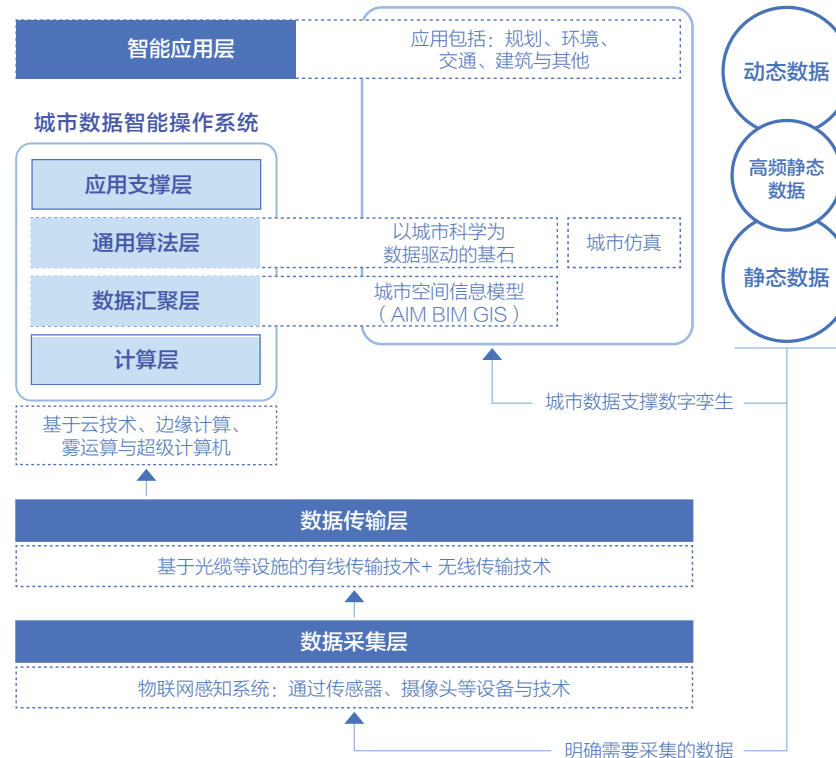 智能应用层
应用包括：规划、环境、
交通、建筑与其他
城市数据智能操作系统
应用支撑层
通用算法层
以城市科学为
数据驱动的基石
城市仿真
数据汇聚层
城市空间信息模型
（AIM BIM GIS）
计算层
基于云技术、边缘计算、
雾运算与超级计算机
数据传输层
基于光缆等设施的有线传输技术+ 无线传输技术
数据采集层
物联网感知系统：通过传感器、摄像头等设备与技术
动态数据
高频静态
数据
静态数据
城市数据支撑数字孪生
明确需要采集的数据